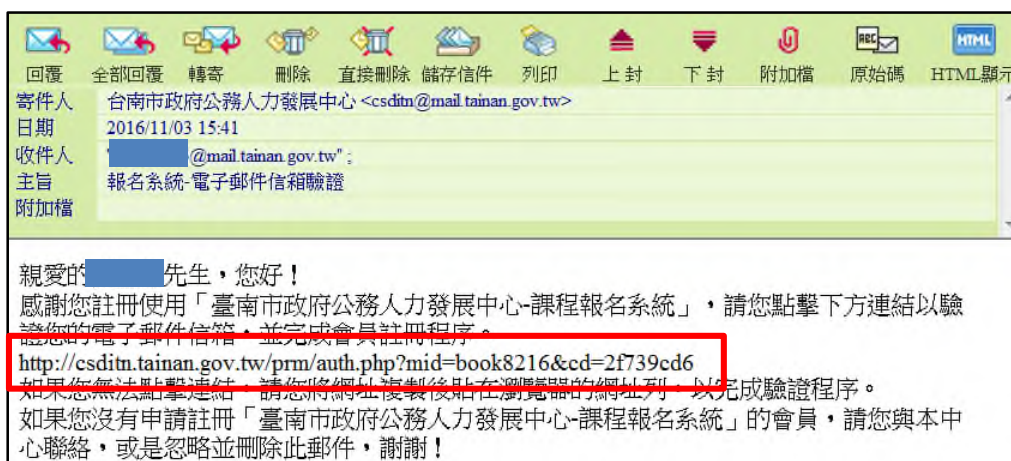 回覆 全部回覆 轉寄 刪除 直接刪除 儲存信件 列印 上封 下封 附加檔 原始碼 HTML顯示
REC HTML
寄件人 台南市政府公務人力發展中心 <csditn@mail.tainan.gov.tw>
日期 2016/11/03 15:41
收件人 " @mail.tainan.gov.tw" ;
主旨 報名系統-電子郵件信箱驗證
附加檔
親愛的 先生,您好!
感謝您註冊使用「臺南市政府公務人力發展中心-課程報名系統」,請您點擊下方連結以驗
證您的電子郵件信箱,並完成會員註冊程序。
http://csditn.tainan.gov.tw/prm/auth.php?mid=book8216&cd=2f739cd6
如果您無法點擊連結,請您將網址複製後貼在瀏覽器的網址列,以完成驗證程序。
如果您沒有申請註冊「臺南市政府公務人力發展中心-課程報名系統」的會員,請您與本中
心聯絡,或是忽略並刪除此郵件,謝謝!